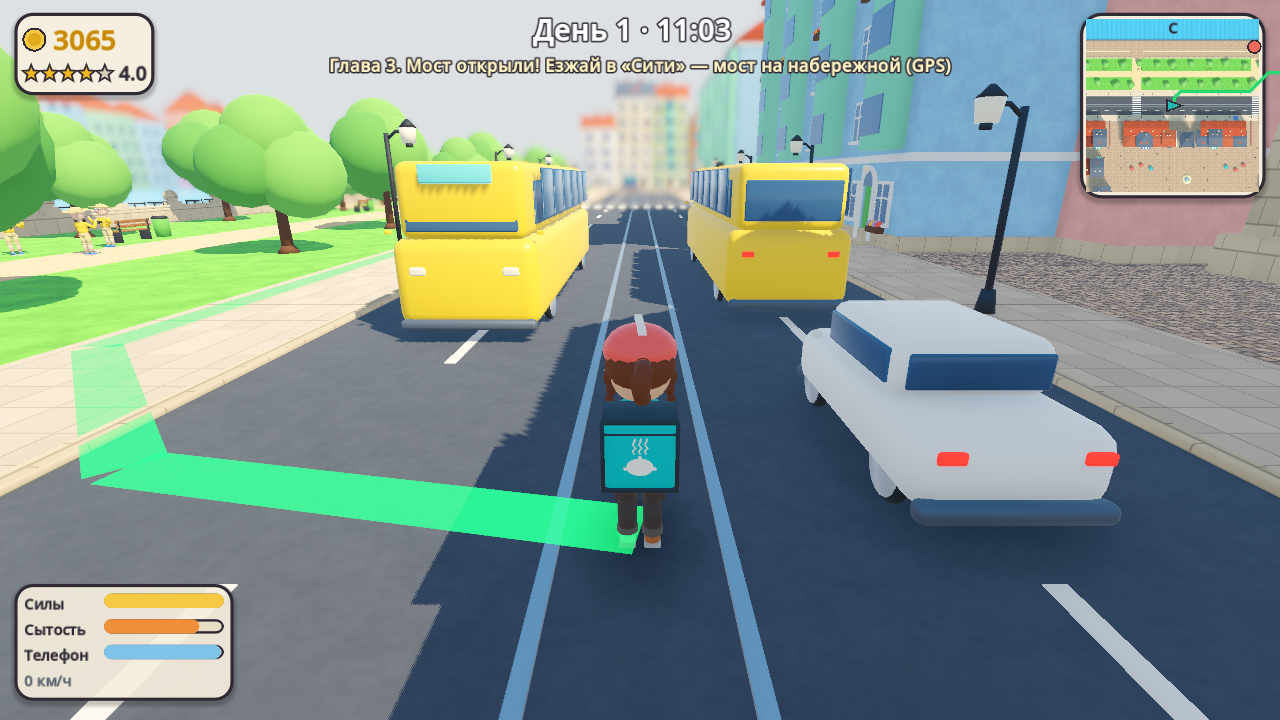 3065
4.0
День 1 · 11:03
Глава 3. Мост открыли! Езжай в «Сити» — мост на набережной (GPS)
С
Силы
Сытость
Телефон
0 км/ч